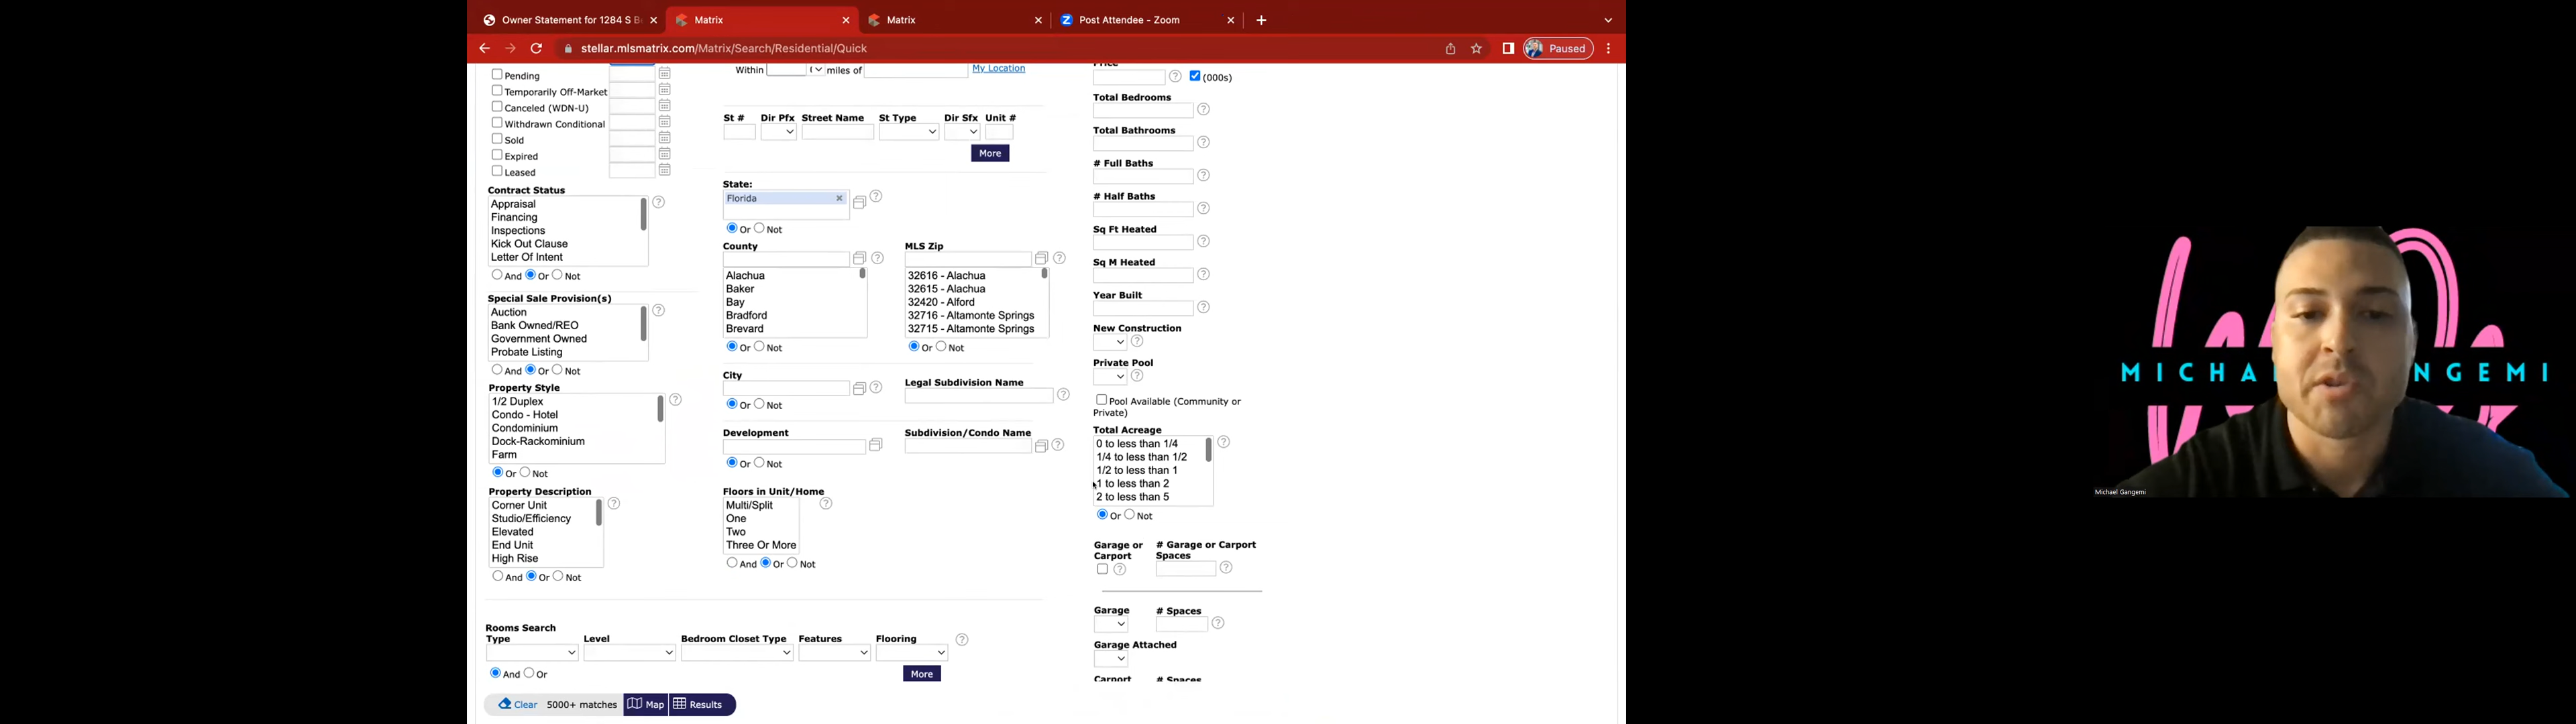 Owner Statement for 1284 S B
Matrix
Matrix
Post Attendee - Zoom
stellar.mlsmatrix.com/Matrix/Search/Residential/Quick
Paused
Pending
Temporarily Off-Market
Canceled (WDN-U)
Withdrawn Conditional
Sold
Expired
Leased
Contract Status
Appraisal
Financing
Inspections
Kick Out Clause
Letter Of Intent
And Or Not
Special Sale Provision(s)
Auction
Bank Owned/REO
Government Owned
Probate Listing
And Or Not
Property Style
1/2 Duplex
Condo - Hotel
Condominium
Dock-Rackominium
Farm
Or Not
Property Description
Corner Unit
Studio/Efficiency
Elevated
End Unit
High Rise
And Or Not
Within miles of My Location
St # Dir Pfx Street Name St Type Dir Sfx Unit #
More
State:
Florida
Or Not
County
Alachua
Baker
Bay
Bradford
Brevard
Or Not
MLS Zip
32616 - Alachua
32615 - Alachua
32420 - Alford
32716 - Altamonte Springs
32715 - Altamonte Springs
Or Not
City
Or Not
Legal Subdivision Name
Development
Or Not
Subdivision/Condo Name
Floors in Unit/Home
Multi/Split
One
Two
Three Or More
And Or Not
Rooms Search
Type Level Bedroom Closet Type Features Flooring
And Or
More
Price
(000s)
Total Bedrooms
Total Bathrooms
# Full Baths
# Half Baths
Sq Ft Heated
Sq M Heated
Year Built
New Construction
Private Pool
Pool Available (Community or
Private)
Total Acreage
0 to less than 1/4
1/4 to less than 1/2
1/2 to less than 1
1 to less than 2
2 to less than 5
Or Not
Garage or
Carport
# Garage or Carport
Spaces
Garage # Spaces
Garage Attached
Carport # Spaces
Clear 5000+ matches Map Results
MICHA NGEMI
Michael Gangemi